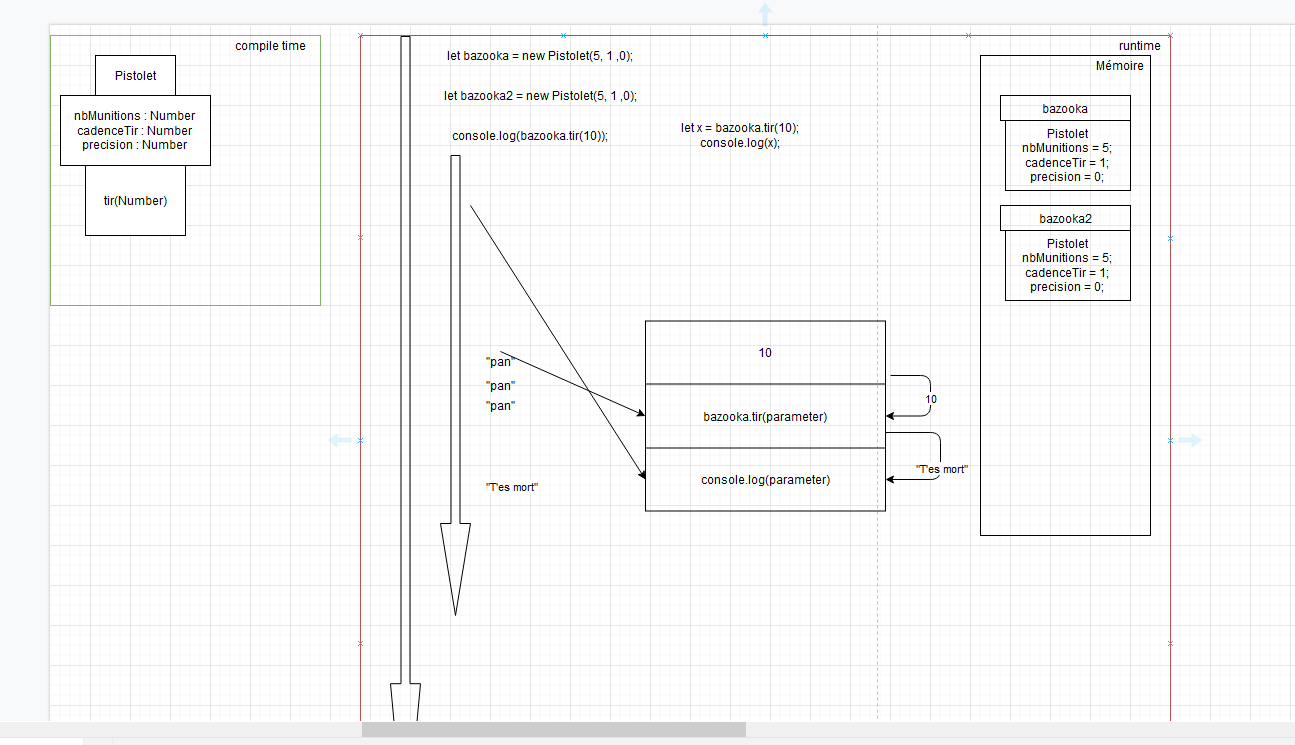 compile time
Pistolet
nbMunitions : Number
cadenceTir : Number
precision : Number
tir(Number)
let bazooka = new Pistolet(5, 1 ,0);
let bazooka2 = new Pistolet(5, 1 ,0);
console.log(bazooka.tir(10));
let x = bazooka.tir(10);
console.log(x);
"pan"
"pan"
"pan"
"T'es mort"
10
bazooka.tir(parameter)
console.log(parameter)
10
"T'es mort"
runtime
Mémoire
bazooka
Pistolet
nbMunitions = 5;
cadenceTir = 1;
precision = 0;
bazooka2
Pistolet
nbMunitions = 5;
cadenceTir = 1;
precision = 0;